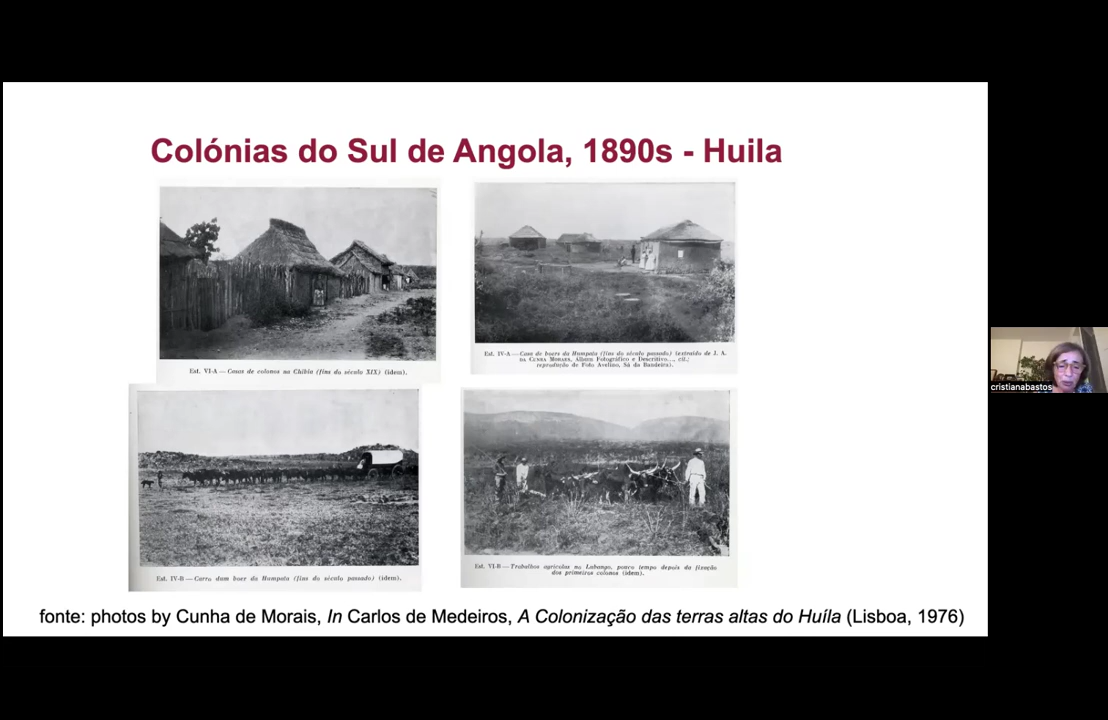 Colónias do Sul de Angola, 1890s - Huila
Est. VI-A — Casas de colonos na Chibia (fins do século XIX) (idem).
Est. IV-A — Casa de boers da Humpata (fins do século passado) (extraído de J. A.
DA CUNHA MORAES, Álbum Fotográfico e Descritivo..., cit.;
reprodução de Foto Avelino, Sá da Bandeira).
Est. IV-B — Carro dum boer da Humpata (fins do século passado) (idem).
Est. VI-B — Trabalhos agrícolas no Lubango, pouco tempo depois da fixação
dos primeiros colonos (idem).
fonte: photos by Cunha de Morais, In Carlos de Medeiros, A Colonização das terras altas do Huíla (Lisboa, 1976)
cristianabastos